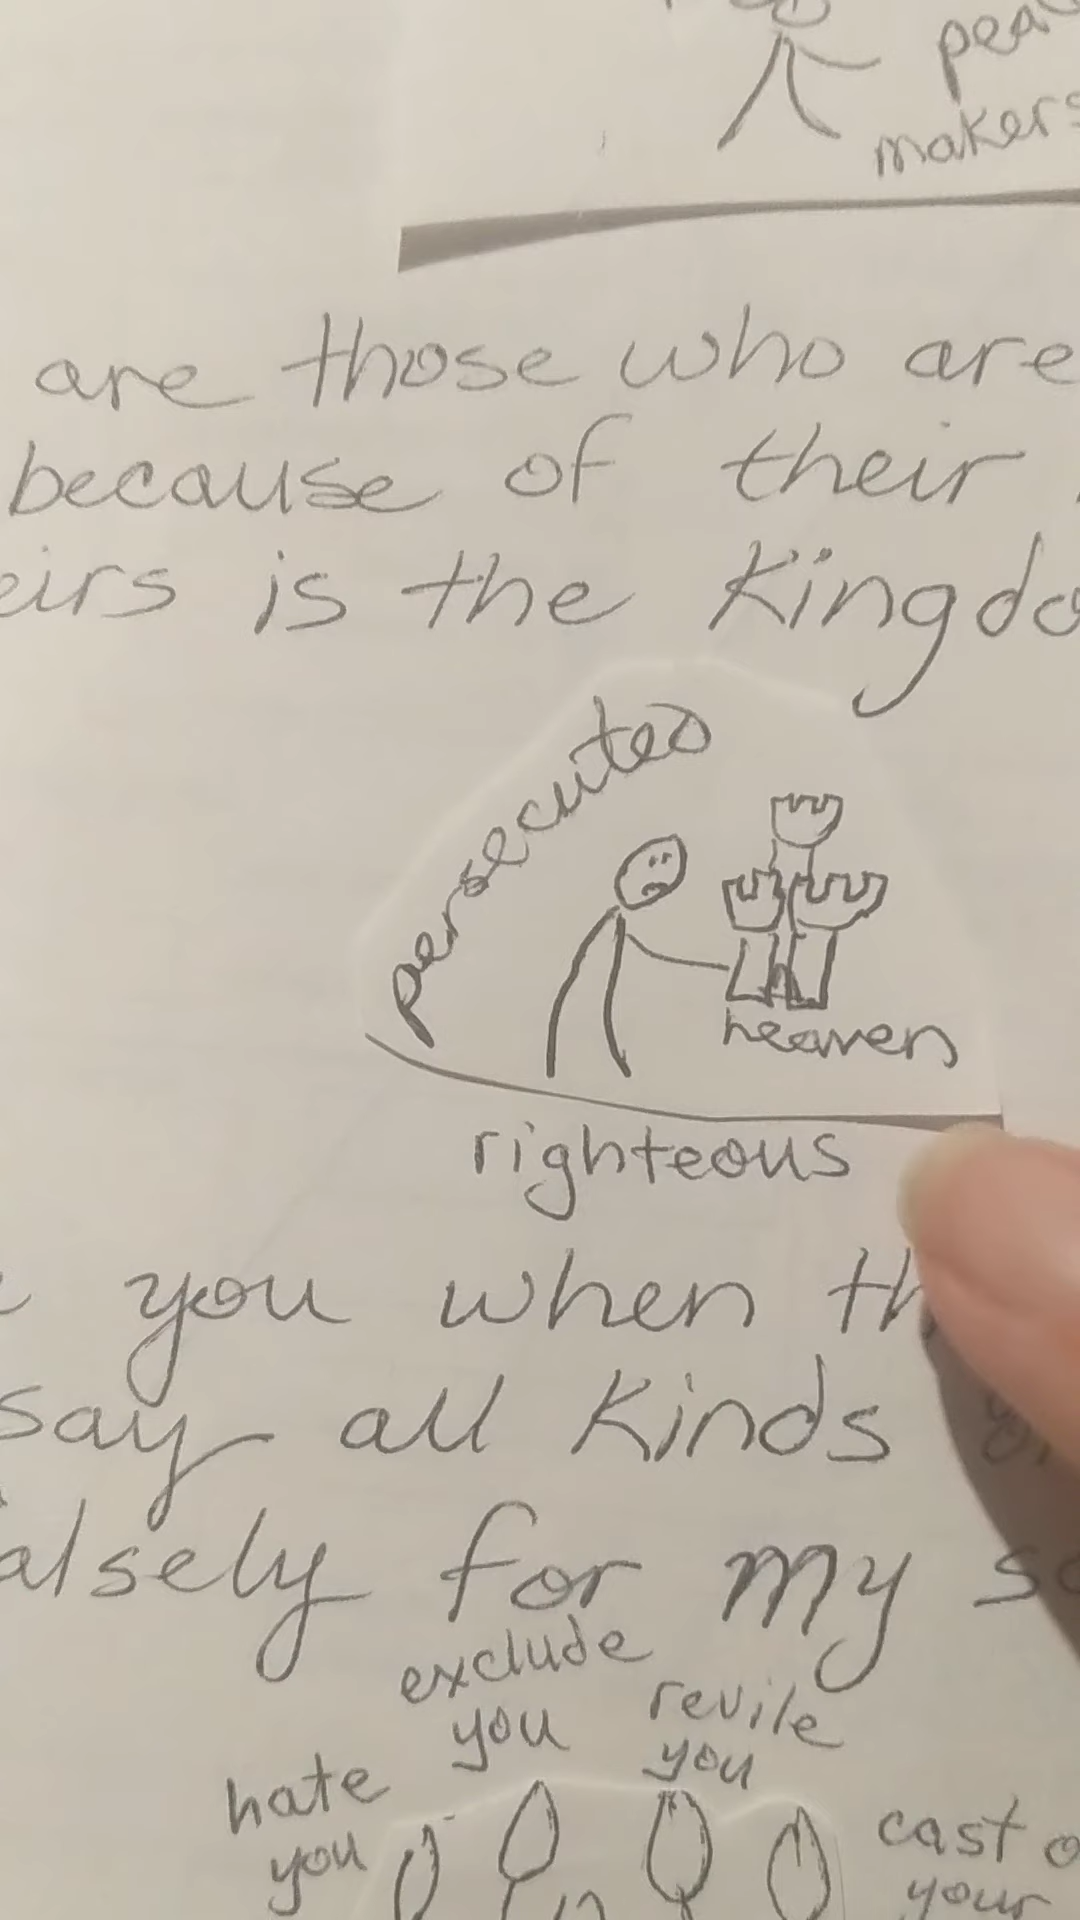 pea
makers
are those who are
because of their
eirs is the Kingdo
persecuted
heaven
righteous
you when th
say all Kinds
alsely for my s
exclude
you
revile
you
hate
you
cast o
your